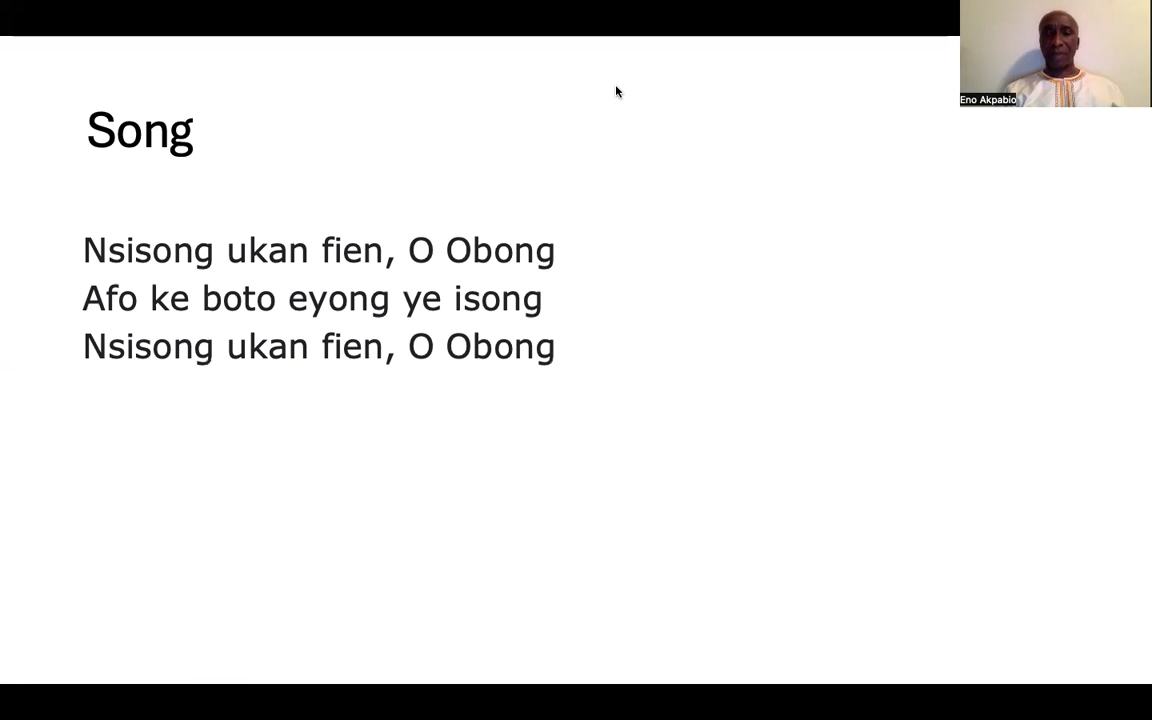 Eno Akpabio
Song
Nsisong ukan fien, O Obong
Afo ke boto eyong ye isong
Nsisong ukan fien, O Obong